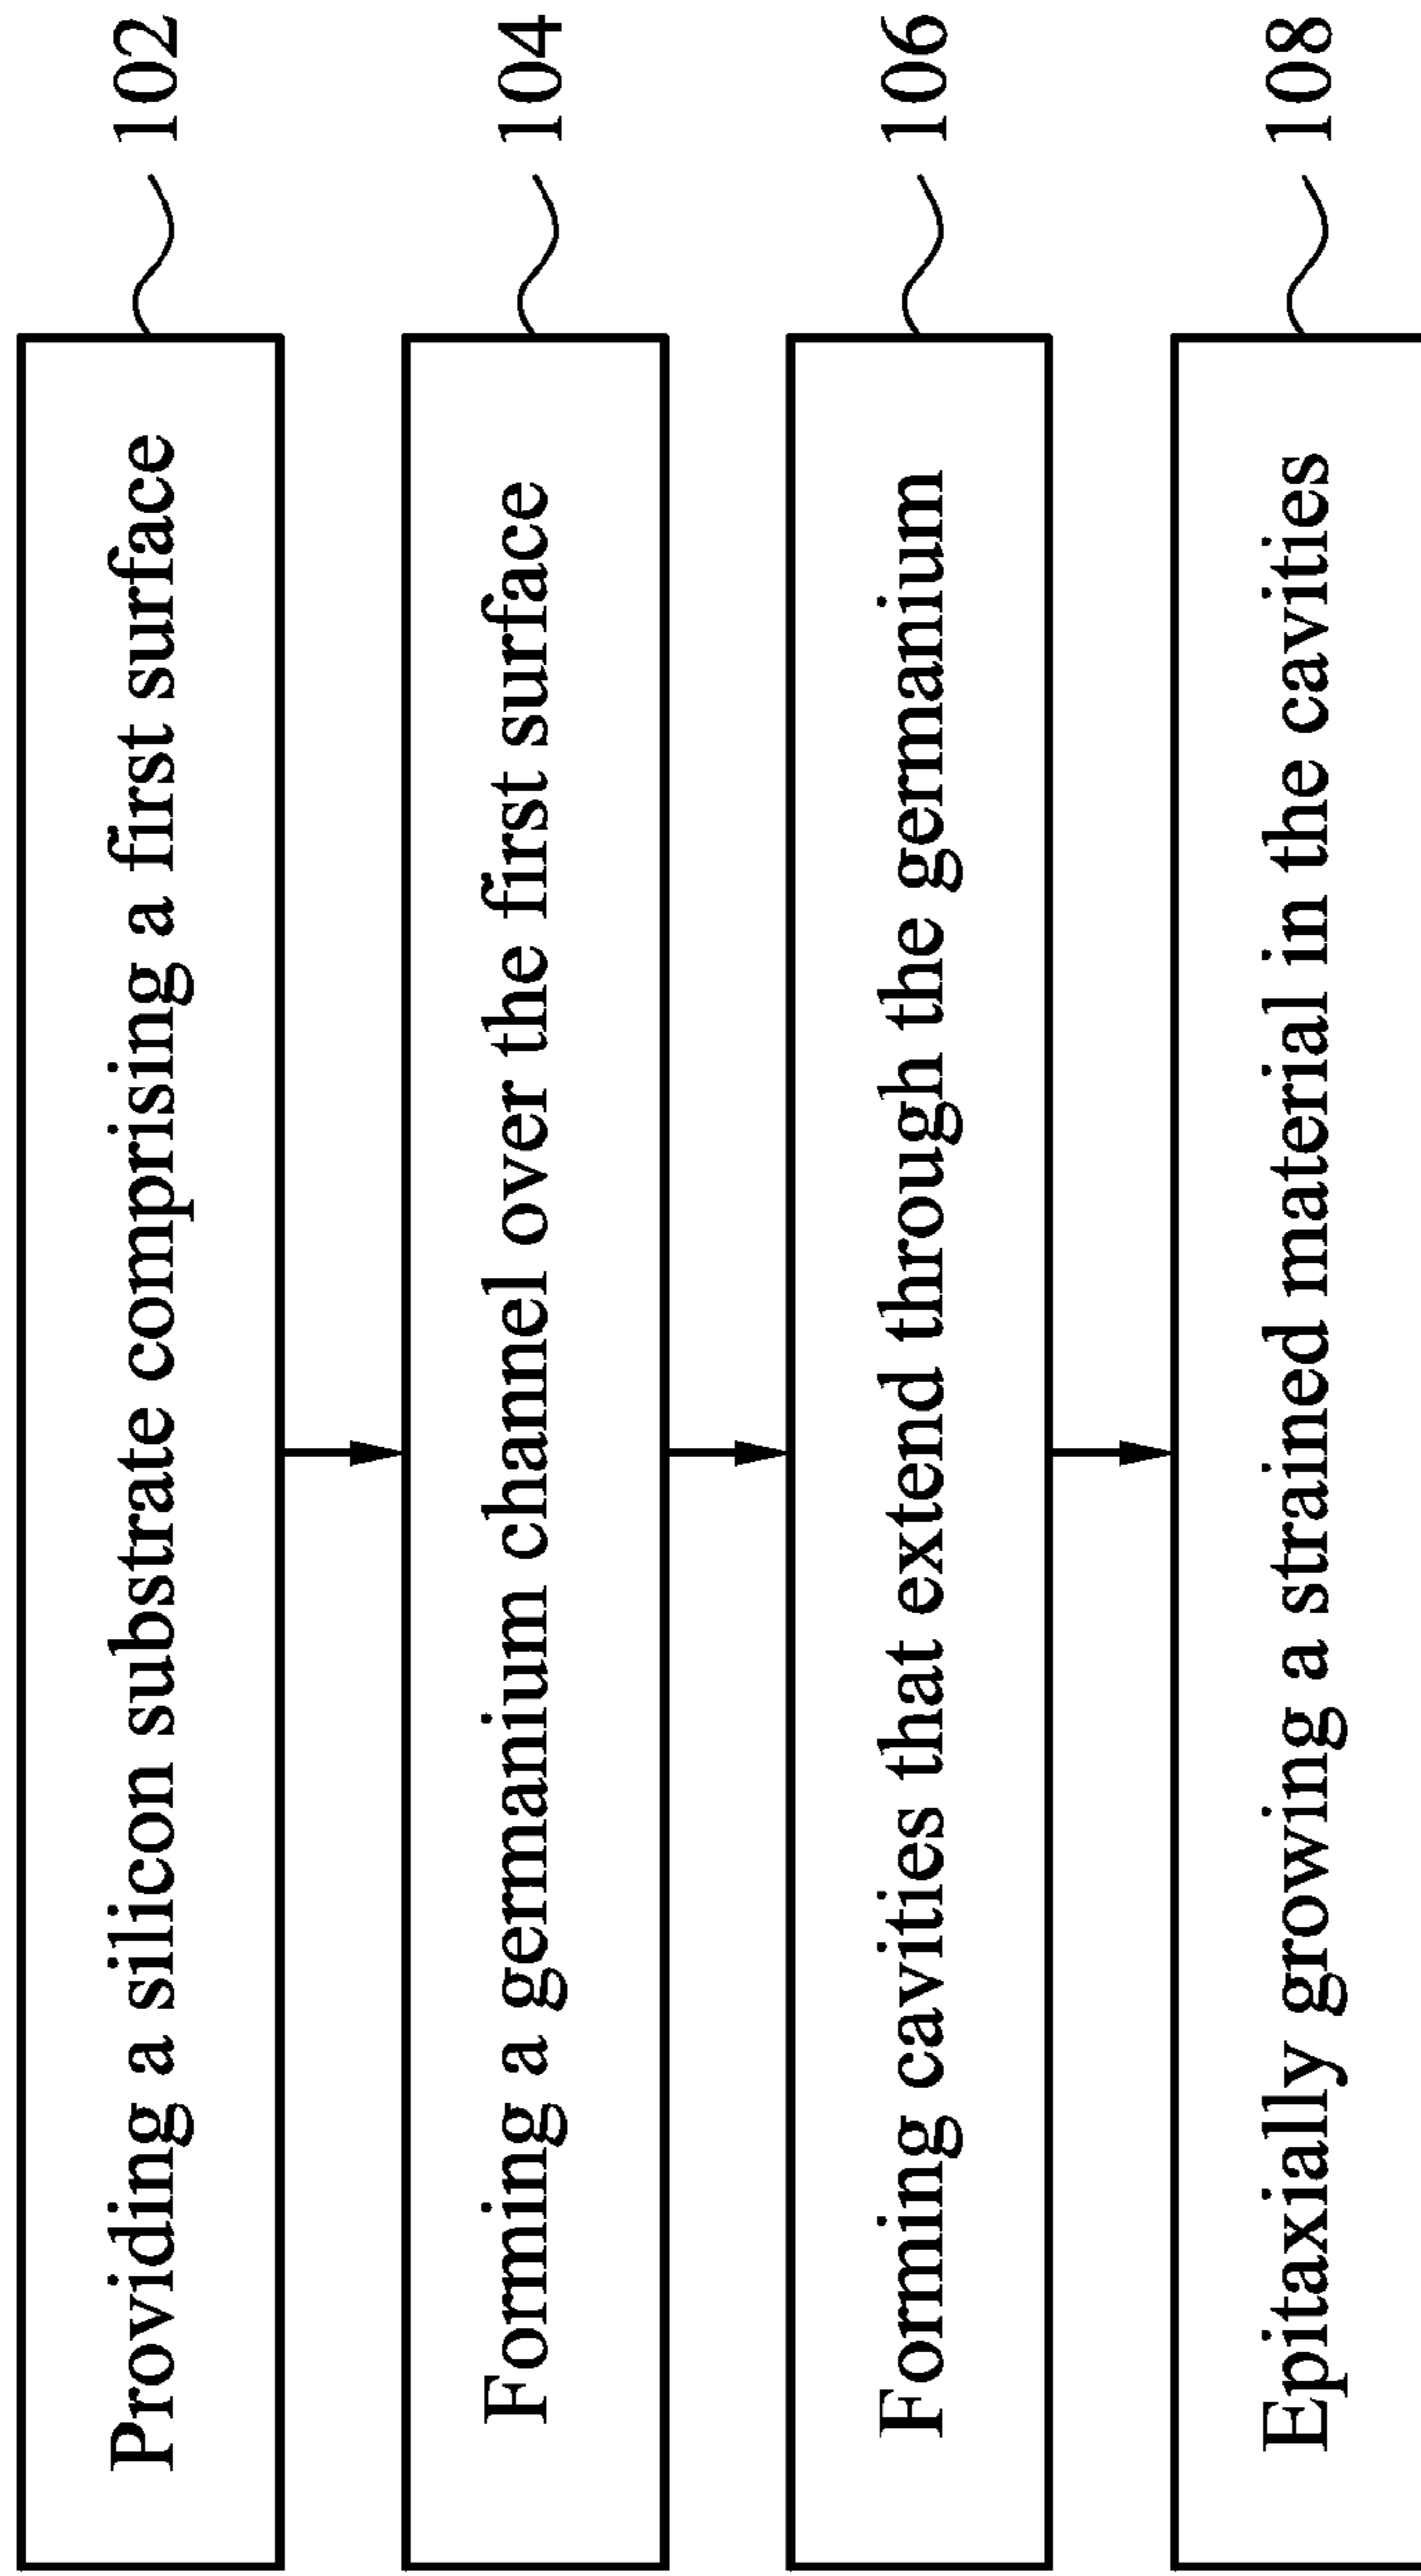 Providing a silicon substrate comprising a first surface
102
Forming a germanium channel over the first surface
104
Forming cavities that extend through the germanium
106
Epitaxially growing a strained material in the cavities
108